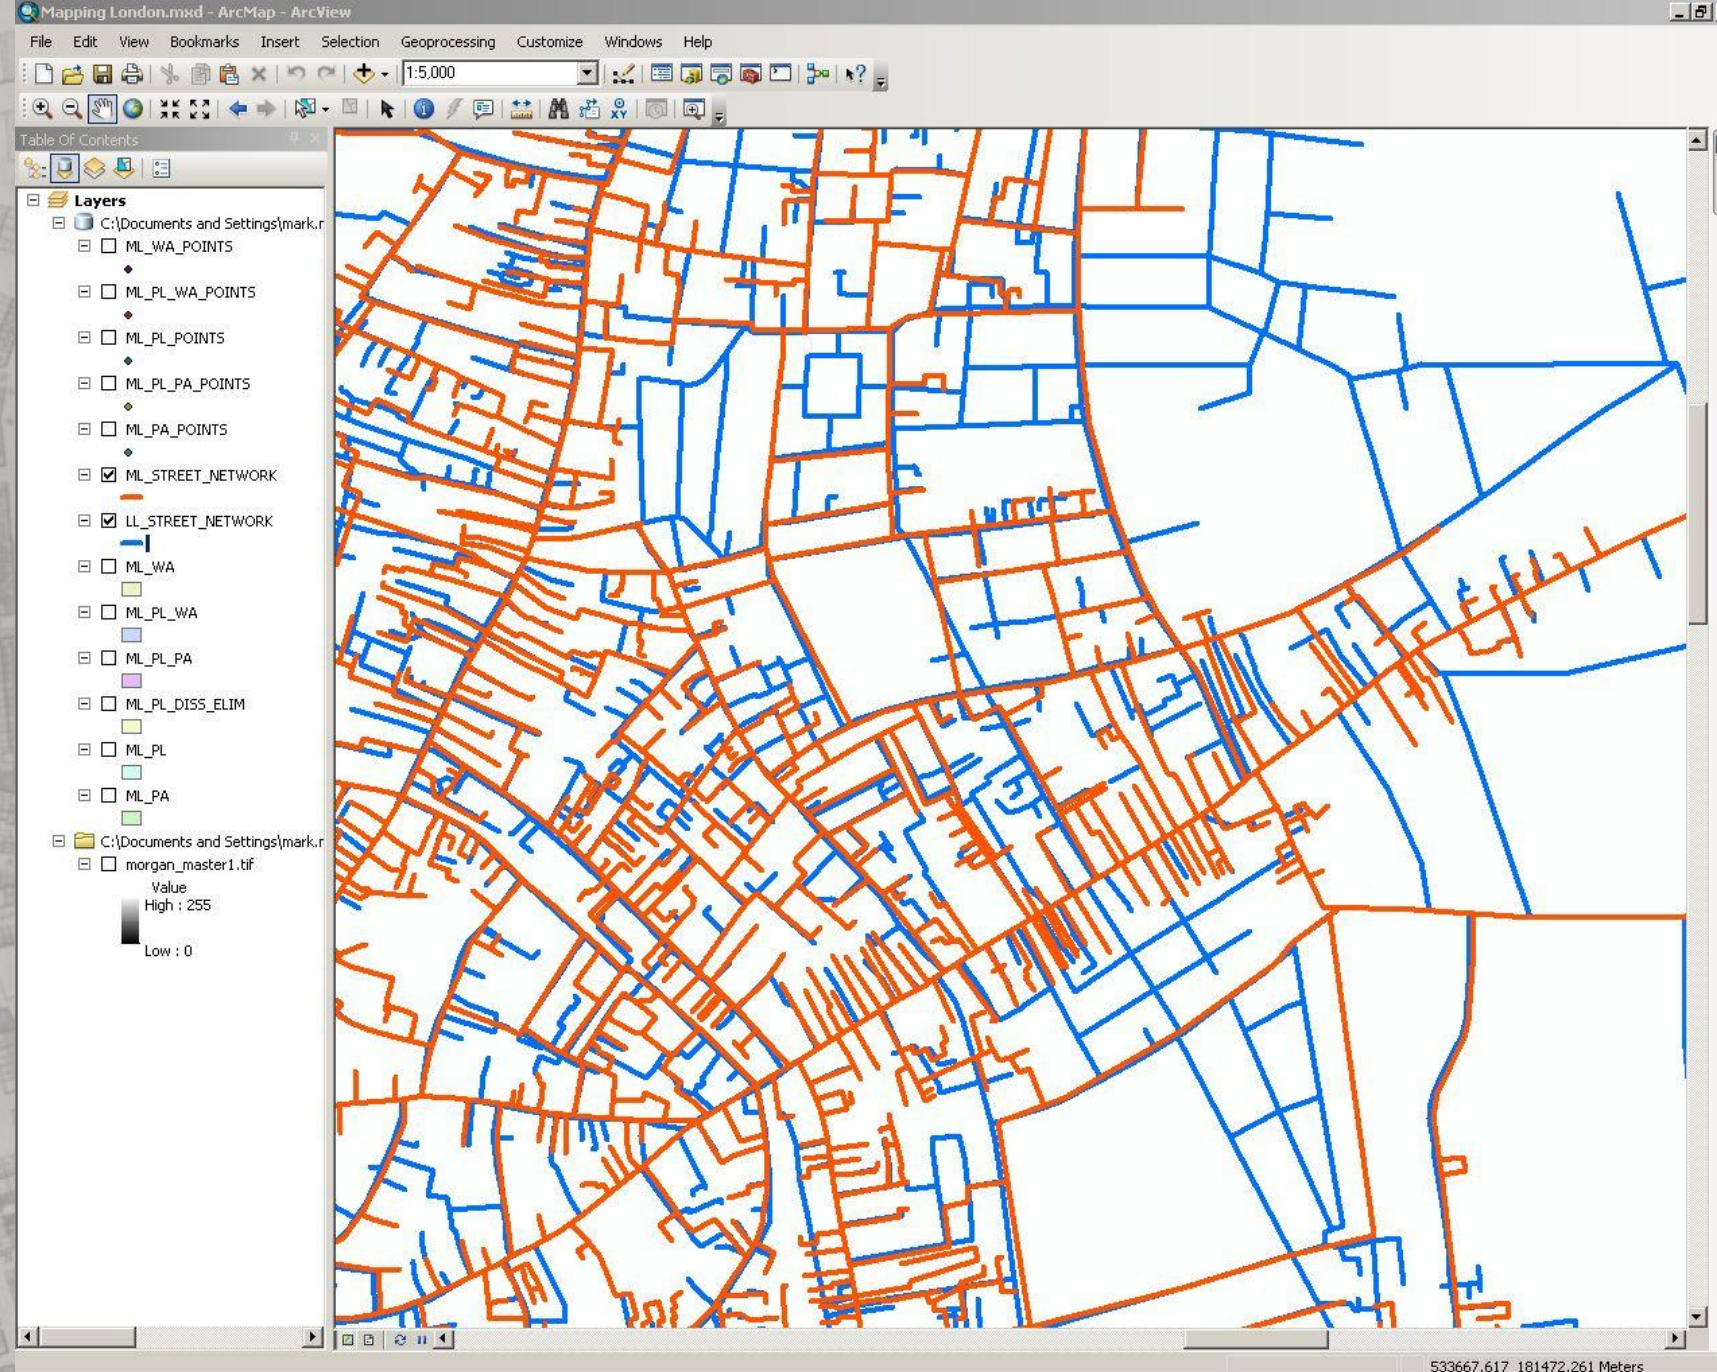 Mapping London.mxd - ArcMap - ArcView
File Edit View Bookmarks Insert Selection Geoprocessing Customize Windows Help
1:5,000
Table Of Contents
Layers
C:\Documents and Settings\mark.r
ML_WA_POINTS
ML_PL_WA_POINTS
ML_PL_POINTS
ML_PL_PA_POINTS
ML_PA_POINTS
ML_STREET_NETWORK
LL_STREET_NETWORK
ML_WA
ML_PL_WA
ML_PL_PA
ML_PL_DISS_ELIM
ML_PL
ML_PA
C:\Documents and Settings\mark.r
morgan_master1.tif
Value
High : 255
Low : 0
533667.617 181472.261 Meters